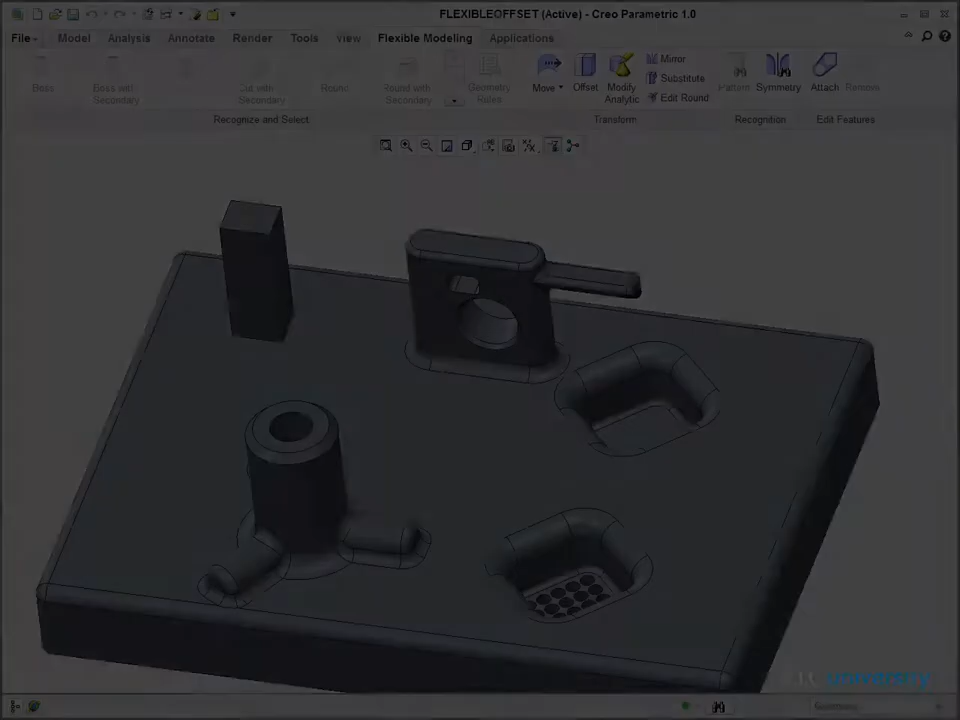 FLEXIBLEOFFSET (Active) - Creo Parametric 1.0
File Model Analysis Annotate Render Tools View Flexible Modeling Applications
Boss
Boss with Secondary
Cut with Secondary
Round
Round with Secondary
Geometry Rules
Move
Offset
Modify Analytic
Mirror
Substitute
Edit Round
Pattern
Symmetry
Attach
Remove
Recognize and Select Transform Recognition Edit Features